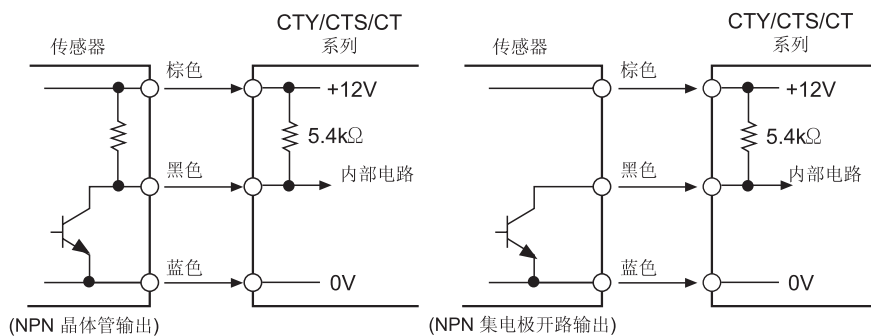 CTY/CTS/CT
系列
传感器
棕色
+12V
5.4kΩ
黑色
内部电路
蓝色
0V
(NPN 晶体管输出)
CTY/CTS/CT
系列
传感器
棕色
+12V
5.4kΩ
黑色
内部电路
蓝色
0V
(NPN 集电极开路输出)